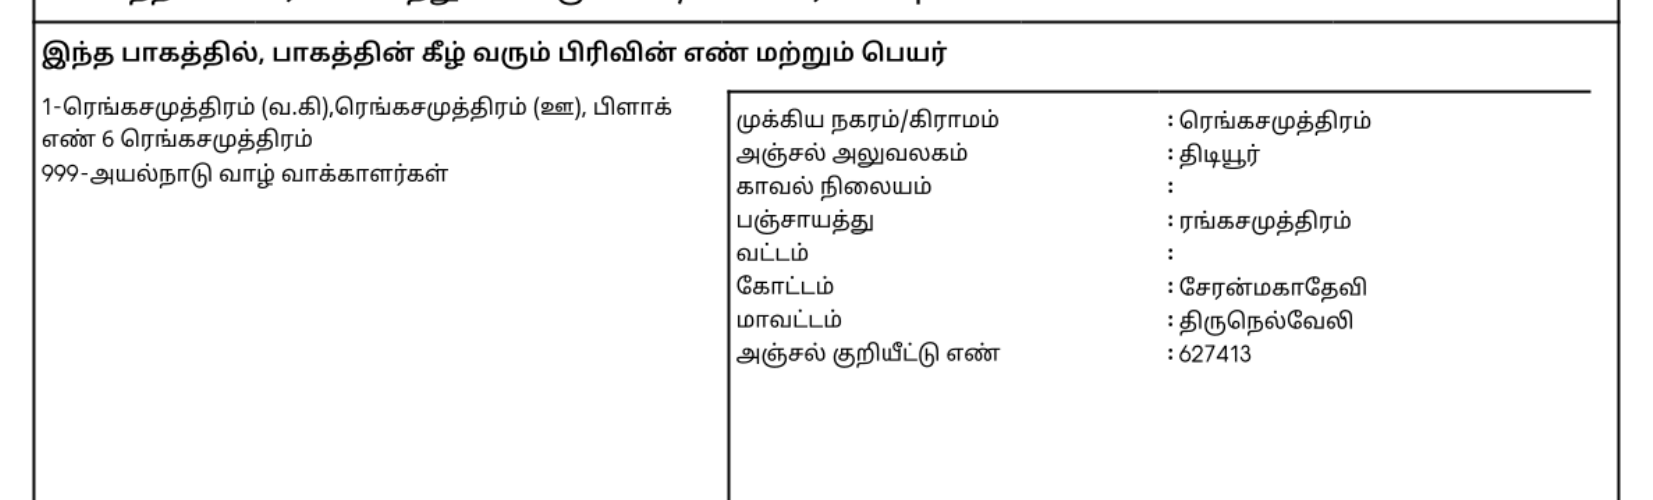 இந்த பாகத்தில், பாகத்தின் கீழ் வரும் பிரிவின் எண் மற்றும் பெயர்
1-ரெங்கசமுத்திரம் (வ.கி),ரெங்கசமுத்திரம் (ஊ), பிளாக்
எண் 6 ரெங்கசமுத்திரம்
999-அயல்நாடு வாழ் வாக்காளர்கள்
முக்கிய நகரம்/கிராமம் : ரெங்கசமுத்திரம்
அஞ்சல் அலுவலகம் : திடியூர்
காவல் நிலையம் :
பஞ்சாயத்து : ரங்கசமுத்திரம்
வட்டம் :
கோட்டம் : சேரன்மகாதேவி
மாவட்டம் : திருநெல்வேலி
அஞ்சல் குறியீட்டு எண் : 627413